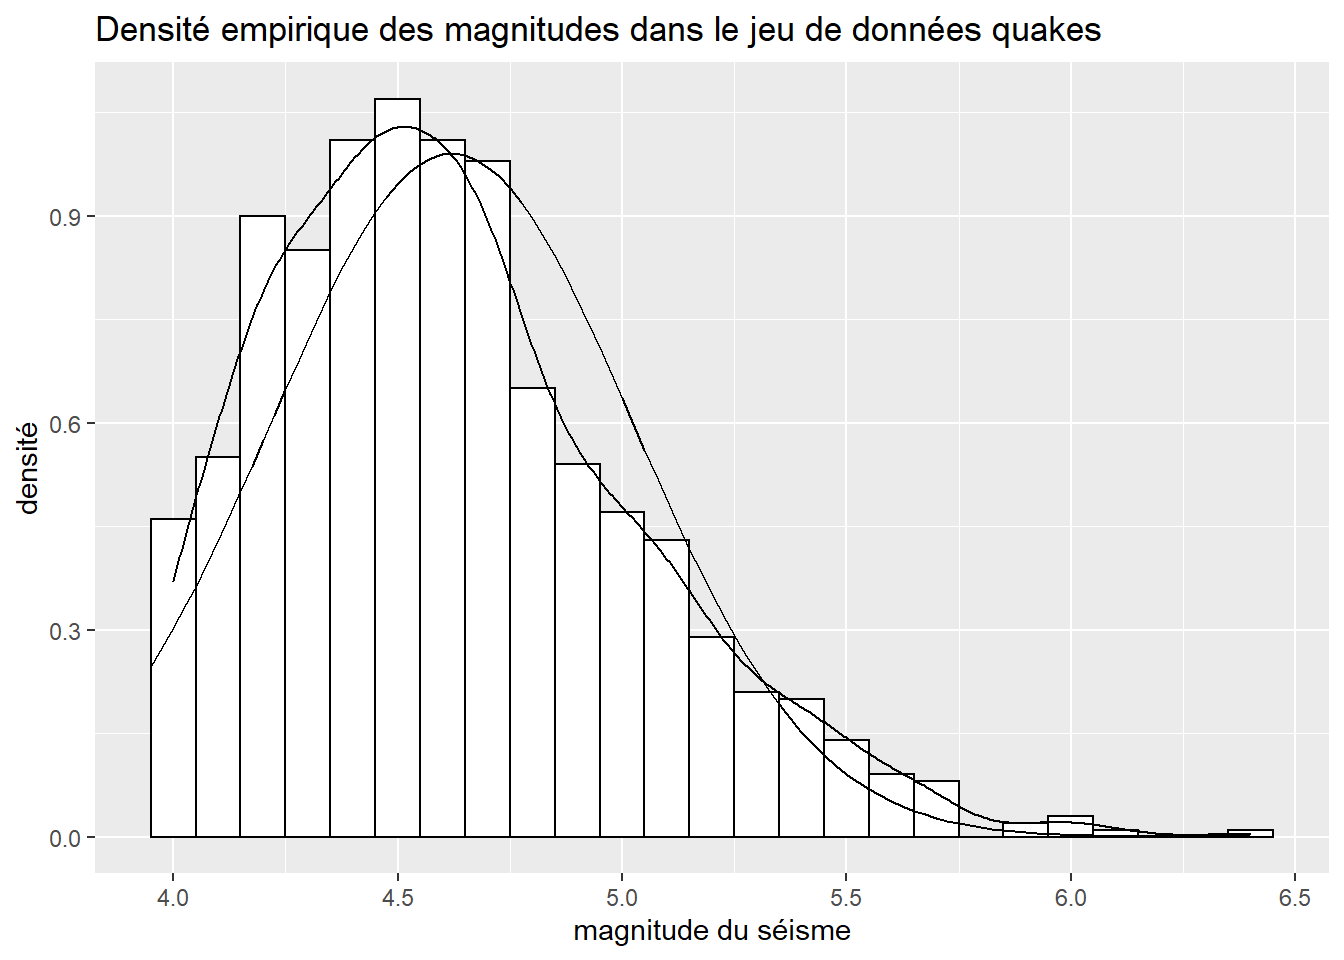 Densité empirique des magnitudes dans le jeu de données quakes
densité
0.9
0.6
0.3
0.0
4.0 4.5 5.0 5.5 6.0 6.5
magnitude du séisme